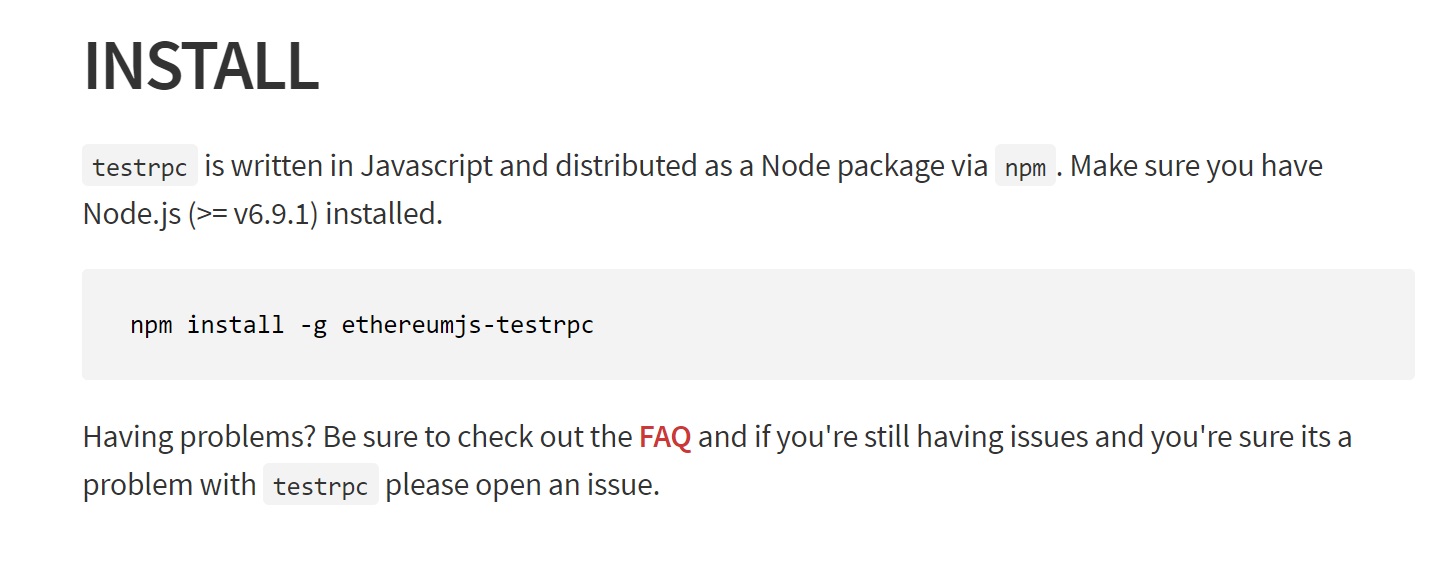 INSTALL
testrpc is written in Javascript and distributed as a Node package via npm. Make sure you have
Node.js (>= v6.9.1) installed.
npm install -g ethereumjs-testrpc
Having problems? Be sure to check out the FAQ and if you're still having issues and you're sure its a
problem with testrpc please open an issue.